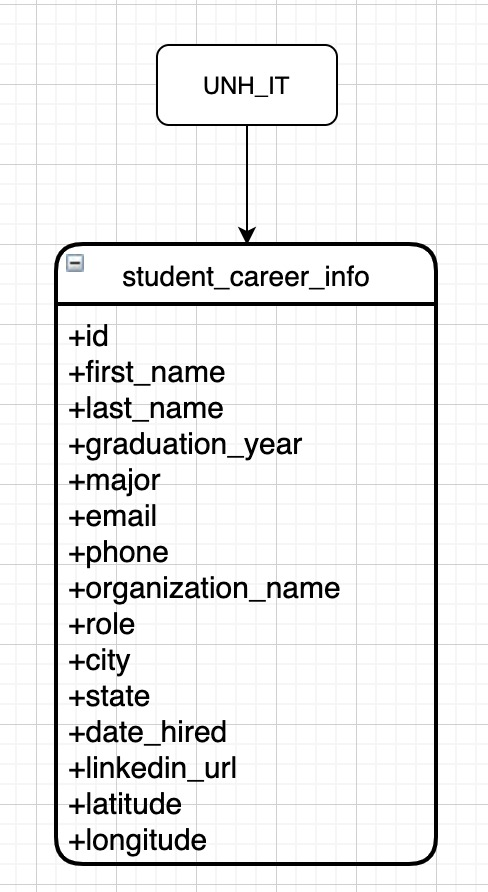 UNH_IT
student_career_info
+id
+first_name
+last_name
+graduation_year
+major
+email
+phone
+organization_name
+role
+city
+state
+date_hired
+linkedin_url
+latitude
+longitude